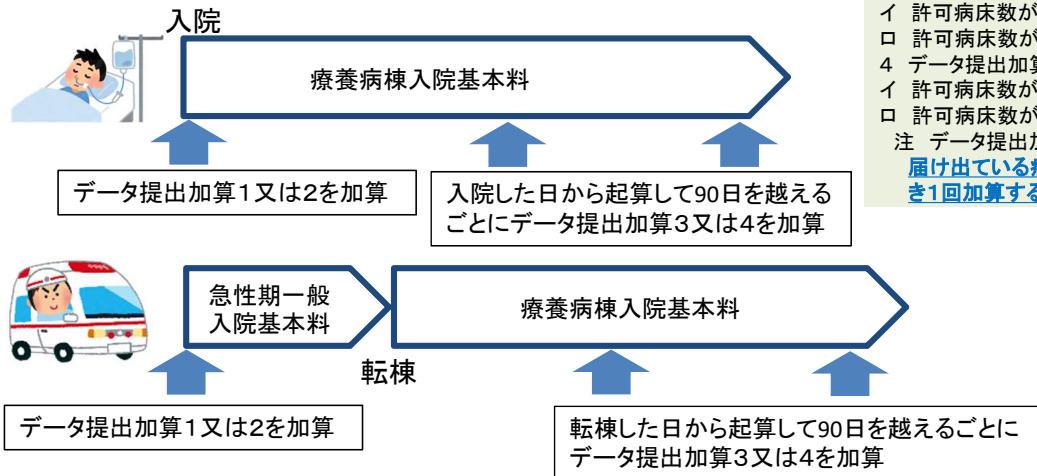 入院
療養病棟入院基本料
データ提出加算1又は2を加算
入院した日から起算して90日を越える
ごとにデータ提出加算3又は4を加算
イ 許可病床数が
ロ 許可病床数が
4 データ提出加算
イ 許可病床数が
ロ 許可病床数が
注 データ提出加
届け出ている
き1回加算する
急性期一般
入院基本料
療養病棟入院基本料
転棟
データ提出加算1又は2を加算
転棟した日から起算して90日を越えるごとに
データ提出加算3又は4を加算